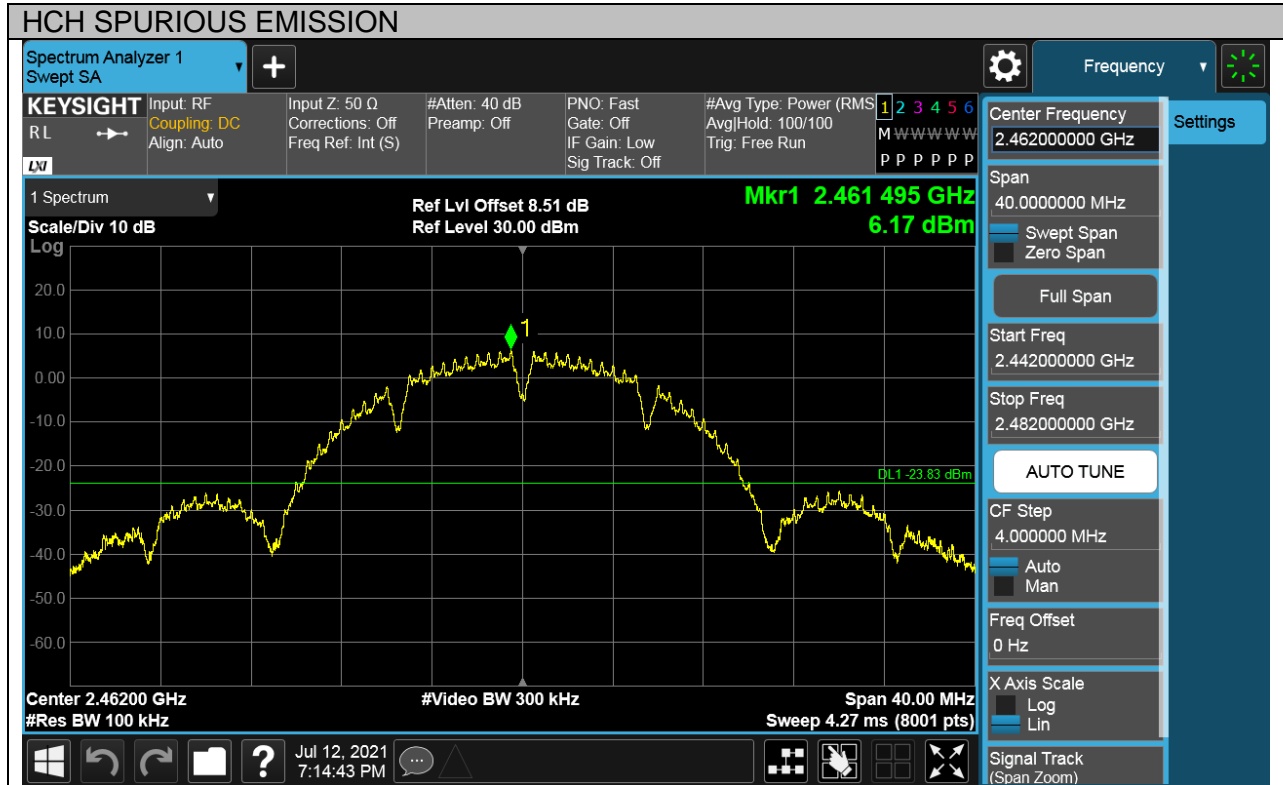 HCH SPURIOUS EMISSION
Spectrum Analyzer 1
Swept SA
Frequency
KEYSIGHT
R L
LXI
Input: RF
Coupling: DC
Align: Auto
Input Z: 50 Ω
Corrections: Off
Freq Ref: Int (S)
#Atten: 40 dB
Preamp: Off
PNO: Fast
Gate: Off
IF Gain: Low
Sig Track: Off
#Avg Type: Power (RMS
Avg|Hold: 100/100
Trig: Free Run
1 2 3 4 5 6
M W W W W W
P P P P P P
1 Spectrum
Scale/Div 10 dB
Ref Lvl Offset 8.51 dB
Ref Level 30.00 dBm
Mkr1 2.461 495 GHz
6.17 dBm
Log
20.0
10.0
0.00
-10.0
-20.0
-30.0
-40.0
-50.0
-60.0
1
DL1 -23.83 dBm
Center 2.46200 GHz
#Res BW 100 kHz
#Video BW 300 kHz
Span 40.00 MHz
Sweep 4.27 ms (8001 pts)
Jul 12, 2021
7:14:43 PM
Center Frequency
2.462000000 GHz
Settings
Span
40.0000000 MHz
Swept Span
Zero Span
Full Span
Start Freq
2.442000000 GHz
Stop Freq
2.482000000 GHz
AUTO TUNE
CF Step
4.000000 MHz
Auto
Man
Freq Offset
0 Hz
X Axis Scale
Log
Lin
Signal Track
(Span Zoom)